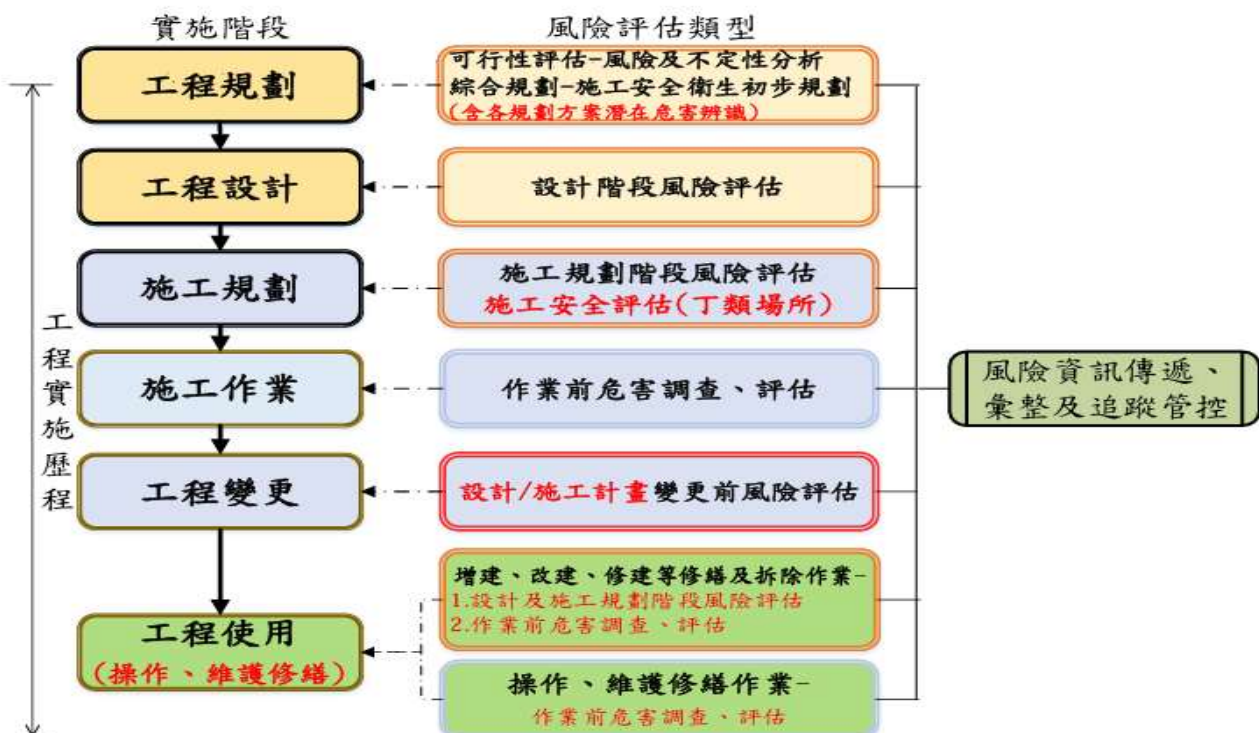 實施階段
風險評估類型
工程規劃
可行性評估-風險及不定性分析
綜合規劃-施工安全衛生初步規劃
(含各規劃方案潛在危害辨識)
工程設計
設計階段風險評估
施工規劃
施工規劃階段風險評估
施工安全評估(丁類場所)
工程實施歷程
施工作業
作業前危害調查、評估
風險資訊傳遞、
彙整及追蹤管控
工程變更
設計/施工計畫變更前風險評估
增建、改建、修建等修繕及拆除作業-
1.設計及施工規劃階段風險評估
2.作業前危害調查、評估
工程使用
(操作、維護修繕)
操作、維護修繕作業-
作業前危害調查、評估